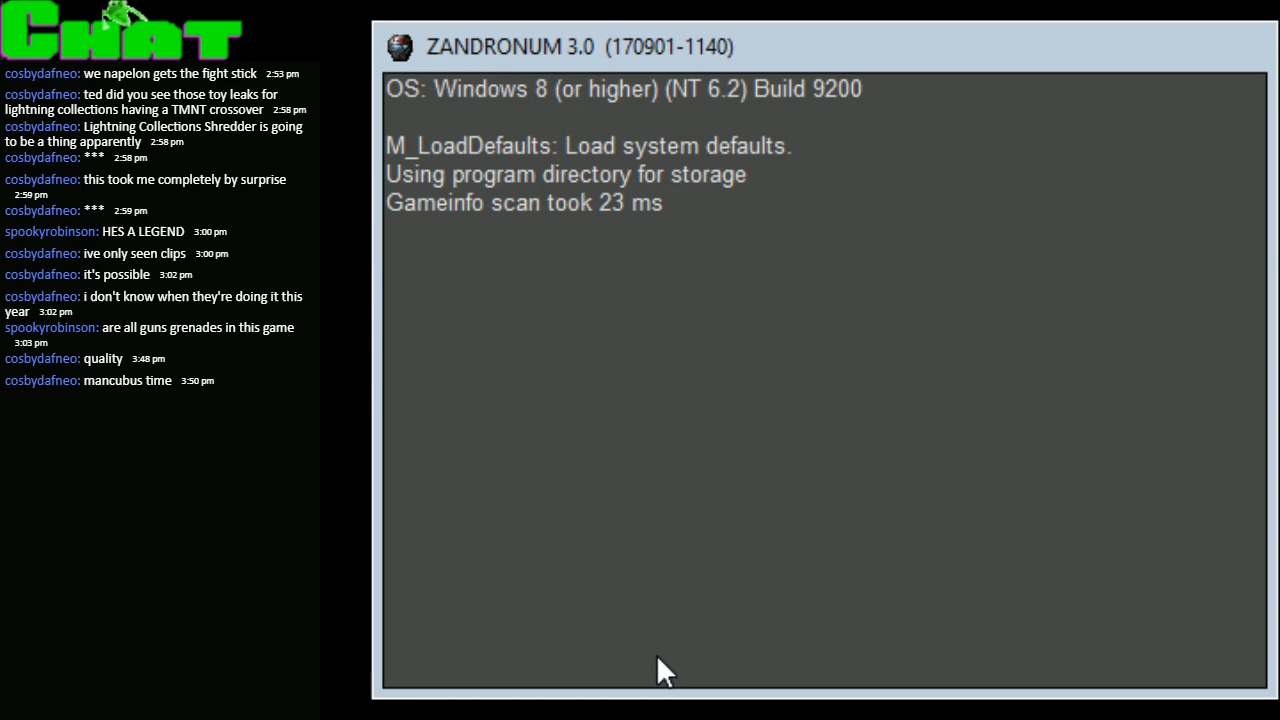 Chat
cosbydafneo: we napelon gets the fight stick 2:53 pm
cosbydafneo: ted did you see those toy leaks for
lightning collections having a TMNT crossover 2:58 pm
cosbydafneo: Lightning Collections Shredder is going
to be a thing apparently 2:58 pm
cosbydafneo: *** 2:58 pm
cosbydafneo: this took me completely by surprise
2:59 pm
cosbydafneo: *** 2:59 pm
spookyrobinson: HES A LEGEND 3:00 pm
cosbydafneo: ive only seen clips 3:00 pm
cosbydafneo: it's possible 3:02 pm
cosbydafneo: i don't know when they're doing it this
year 3:02 pm
spookyrobinson: are all guns grenades in this game
3:03 pm
cosbydafneo: quality 3:48 pm
cosbydafneo: mancubus time 3:50 pm
ZANDRONUM 3.0 (170901-1140)
OS: Windows 8 (or higher) (NT 6.2) Build 9200
M_LoadDefaults: Load system defaults.
Using program directory for storage
Gameinfo scan took 23 ms